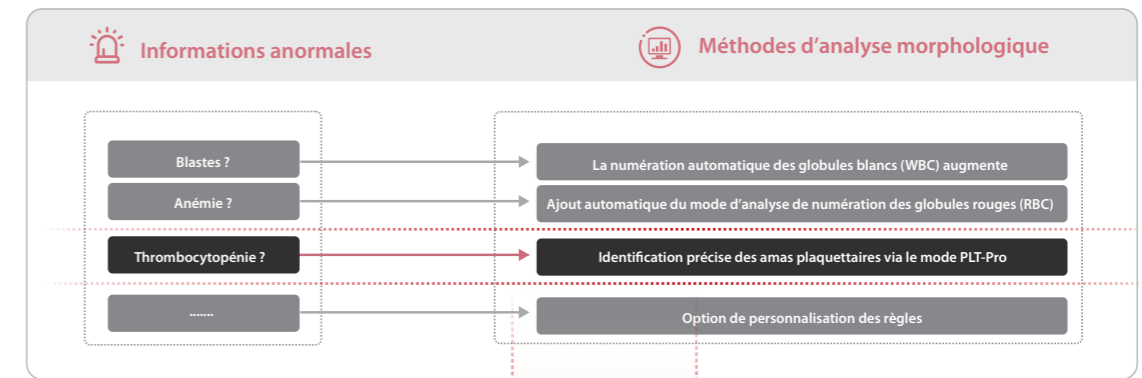 Informations anormales
Méthodes d'analyse morphologique
Blastes ?
La numération automatique des globules blancs (WBC) augmente
Anémie ?
Ajout automatique du mode d'analyse de numération des globules rouges (RBC)
Thrombocytopénie ?
Identification précise des amas plaquettaires via le mode PLT-Pro
.......
Option de personnalisation des règles